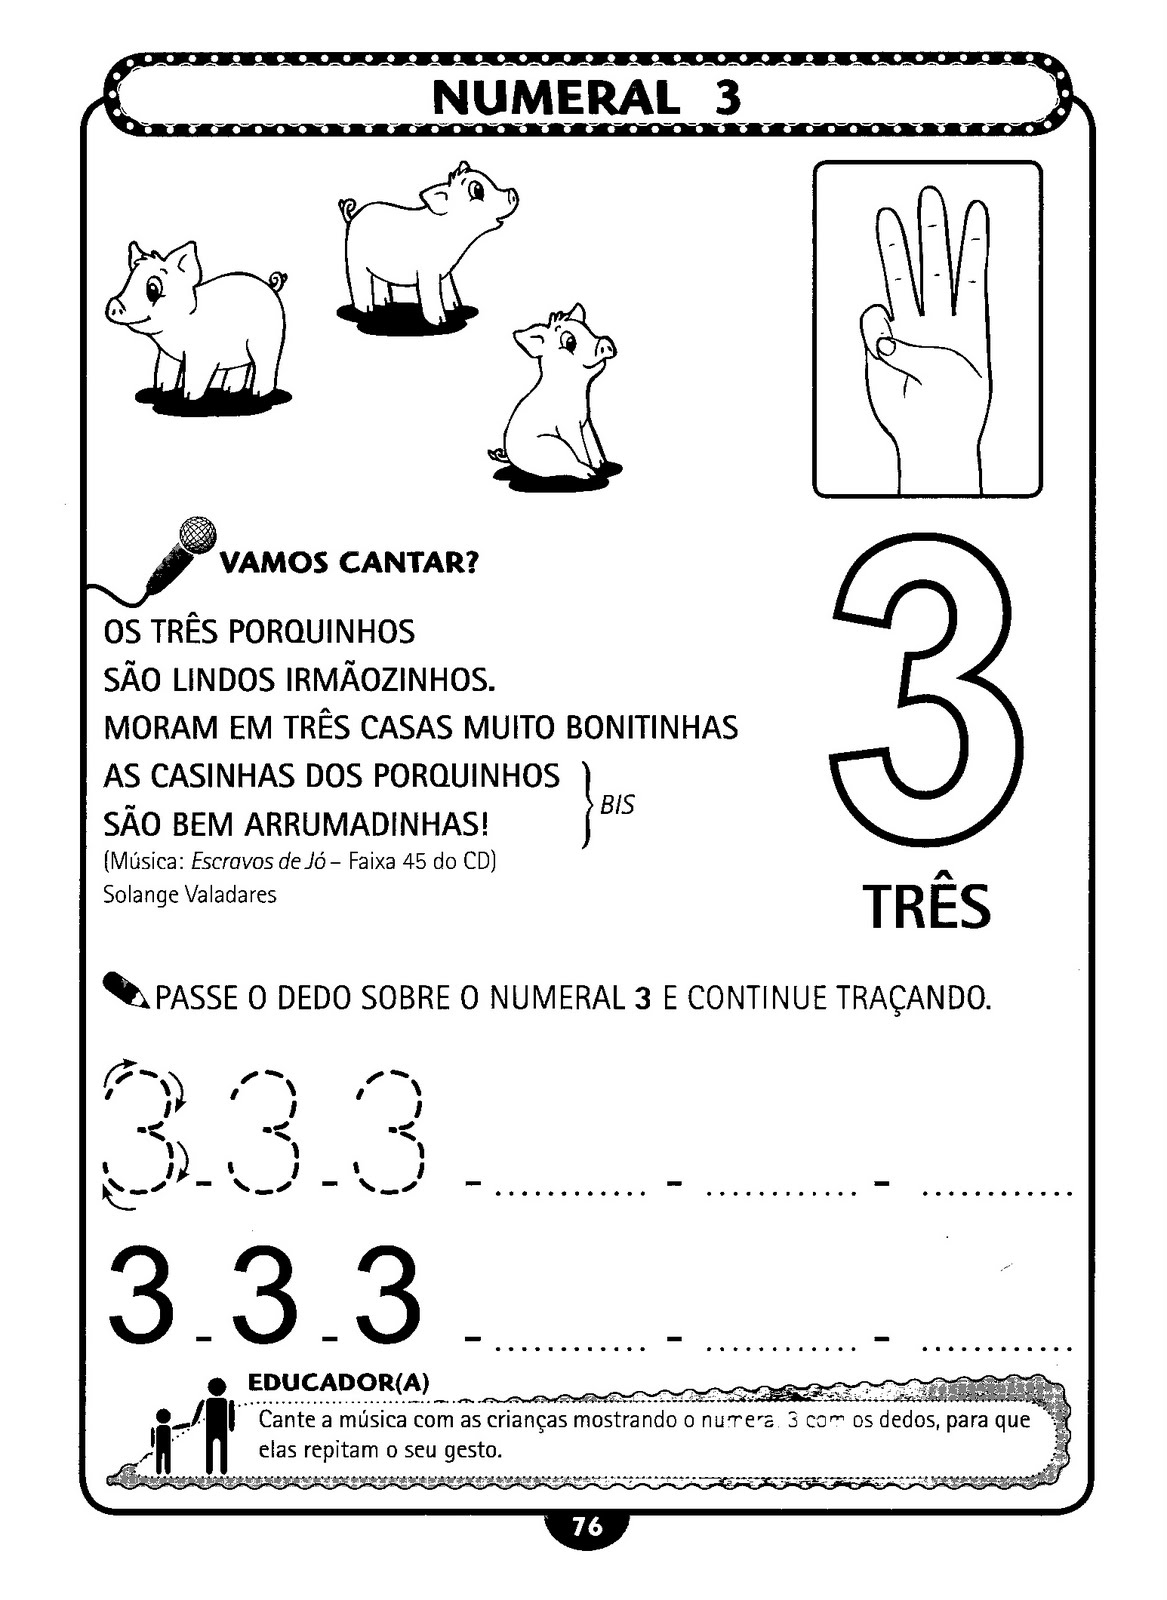 NUMERAL 3
VAMOS CANTAR?
OS TRÊS PORQUINHOS
SÃO LINDOS IRMÃOZINHOS.
MORAM EM TRÊS CASAS MUITO BONITINHAS
AS CASINHAS DOS PORQUINHOS
SÃO BEM ARRUMADINHAS!
BIS
(Música: Escravos de Jó – Faixa 45 do CD)
Solange Valadares
3
TRÊS
PASSE O DEDO SOBRE O NUMERAL 3 E CONTINUE TRAÇANDO.
3 - 3 - 3 - ............ - ............ - ............
3 - 3 - 3 - ............ - ............ - ............
EDUCADOR(A)
Cante a música com as crianças mostrando o numeral 3 com os dedos, para que
elas repitam o seu gesto.
76